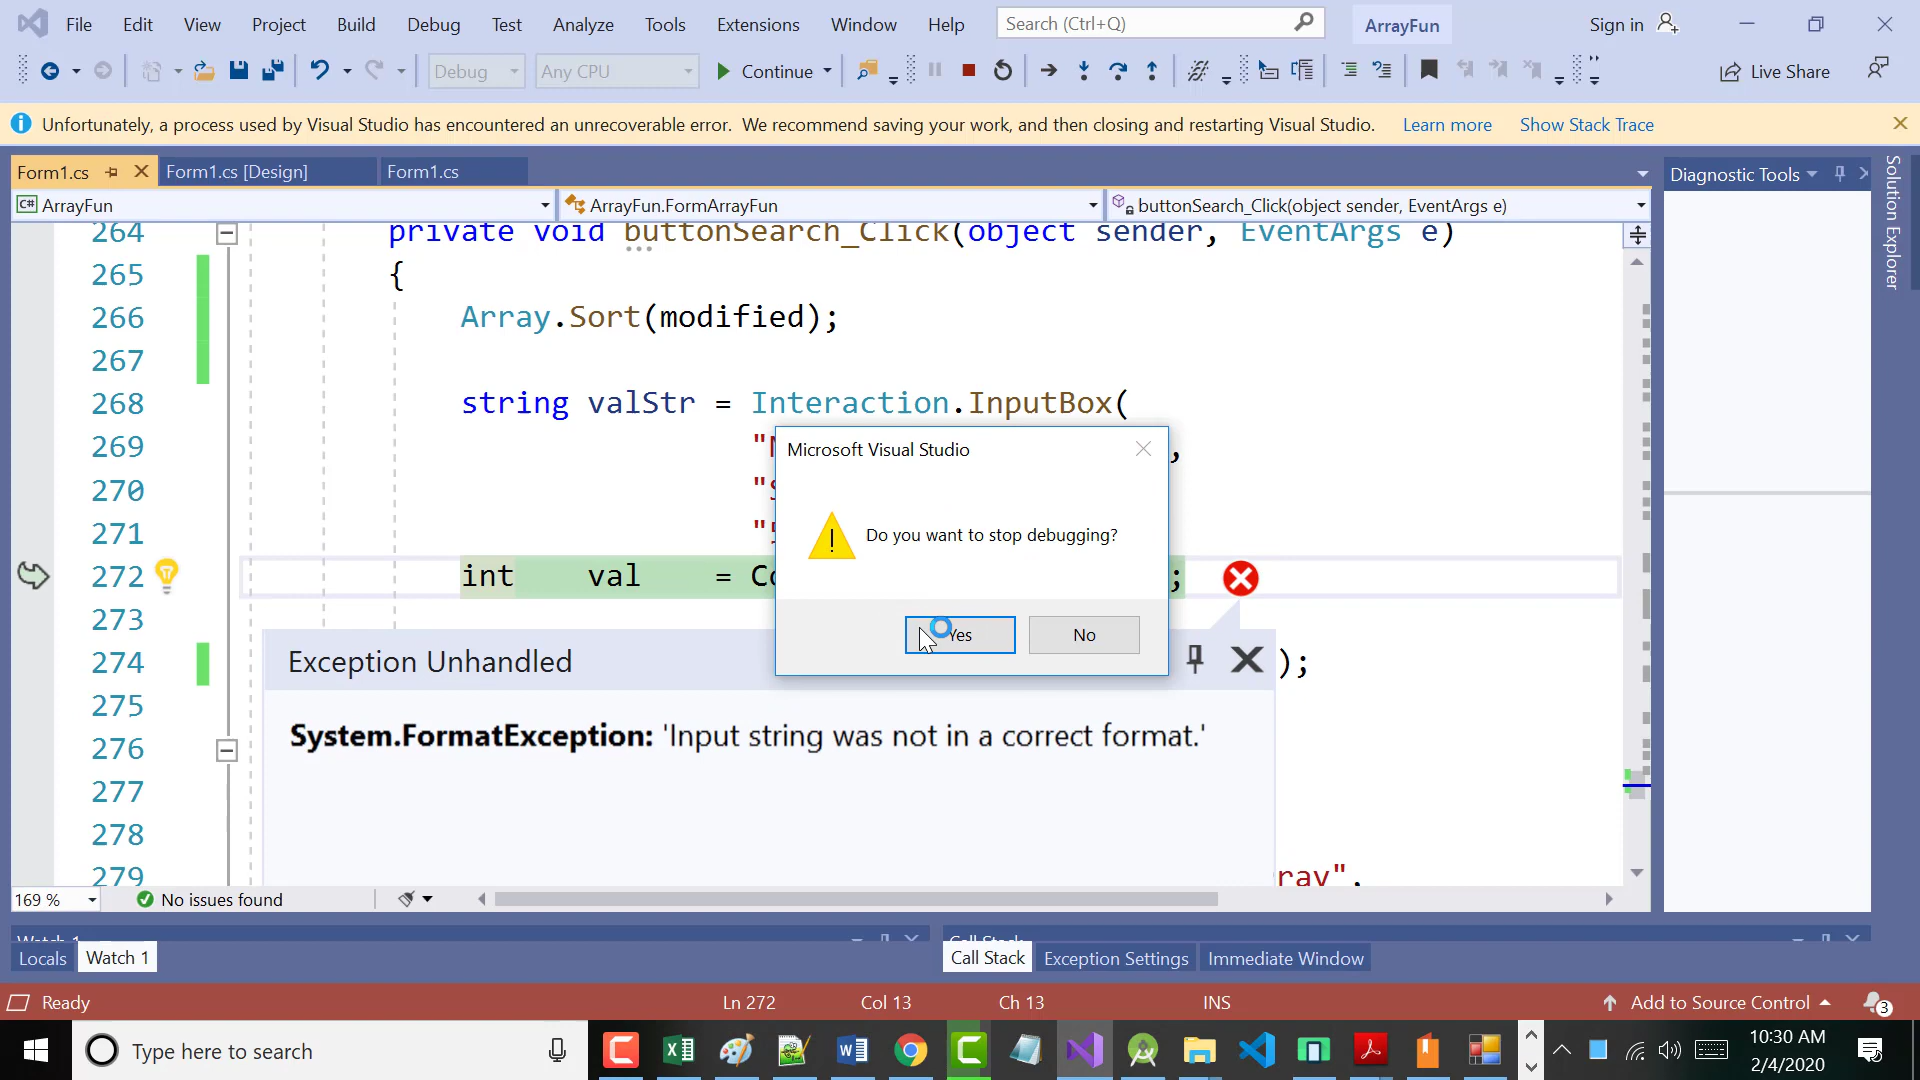 File Edit View Project Build Debug Test Analyze Tools Extensions Window Help Search (Ctrl+Q) ArrayFun Sign in
Debug Any CPU Continue Live Share
Unfortunately, a process used by Visual Studio has encountered an unrecoverable error. We recommend saving your work, and then closing and restarting Visual Studio. Learn more Show Stack Trace
Form1.cs Form1.cs [Design] Form1.cs Diagnostic Tools
Solution Explorer
C# ArrayFun ArrayFun.FormArrayFun buttonSearch_Click(object sender, EventArgs e)
264 private void buttonSearch_Click(object sender, EventArgs e)
265 {
266 Array.Sort(modified);
267
268 string valStr = Interaction.InputBox(
269 " ,
270 "
271 "
272 int val = Co ;
273
274 );
275
276
277
278
279 ray",
Microsoft Visual Studio
Do you want to stop debugging?
Yes No
Exception Unhandled
System.FormatException: 'Input string was not in a correct format.'
169 % No issues found
Watch 1 Call Stack
Locals Watch 1 Call Stack Exception Settings Immediate Window
Ready Ln 272 Col 13 Ch 13 INS Add to Source Control 3
Type here to search
10:30 AM
2/4/2020